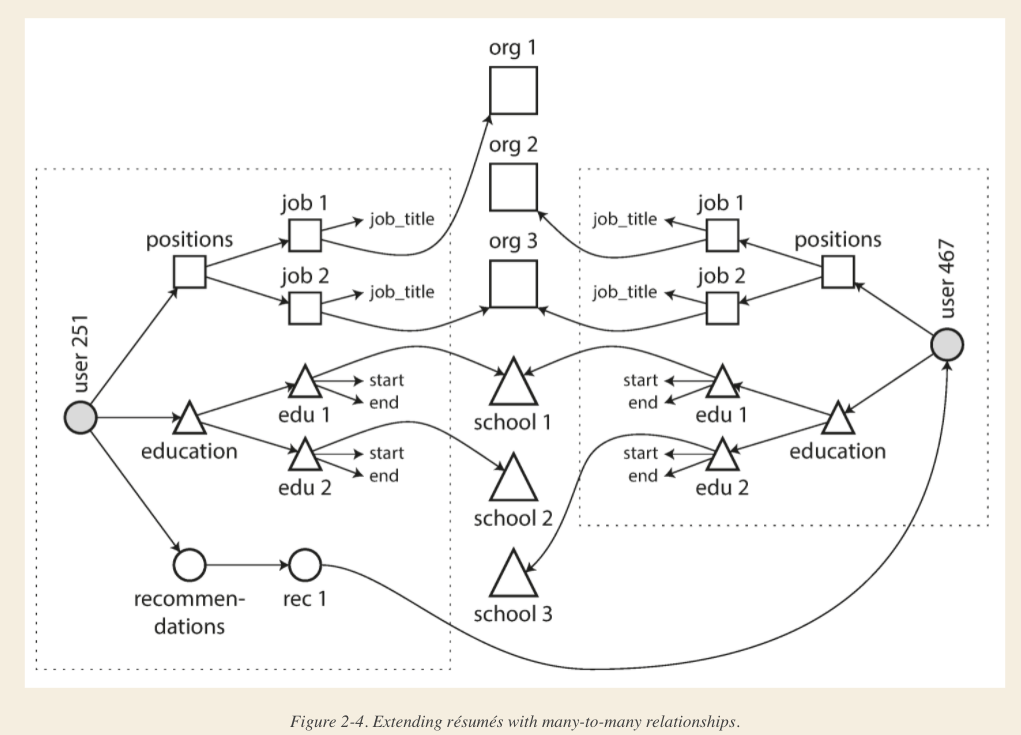 org 1
org 2
org 3
job 1
job_title
positions
job 2
job_title
user 251
start
end
edu 1
education
start
end
edu 2
recommen-
dations
rec 1
school 1
school 2
school 3
job 1
job_title
positions
job 2
job_title
user 467
start
end
edu 1
education
start
end
edu 2
Figure 2-4. Extending résumés with many-to-many relationships.